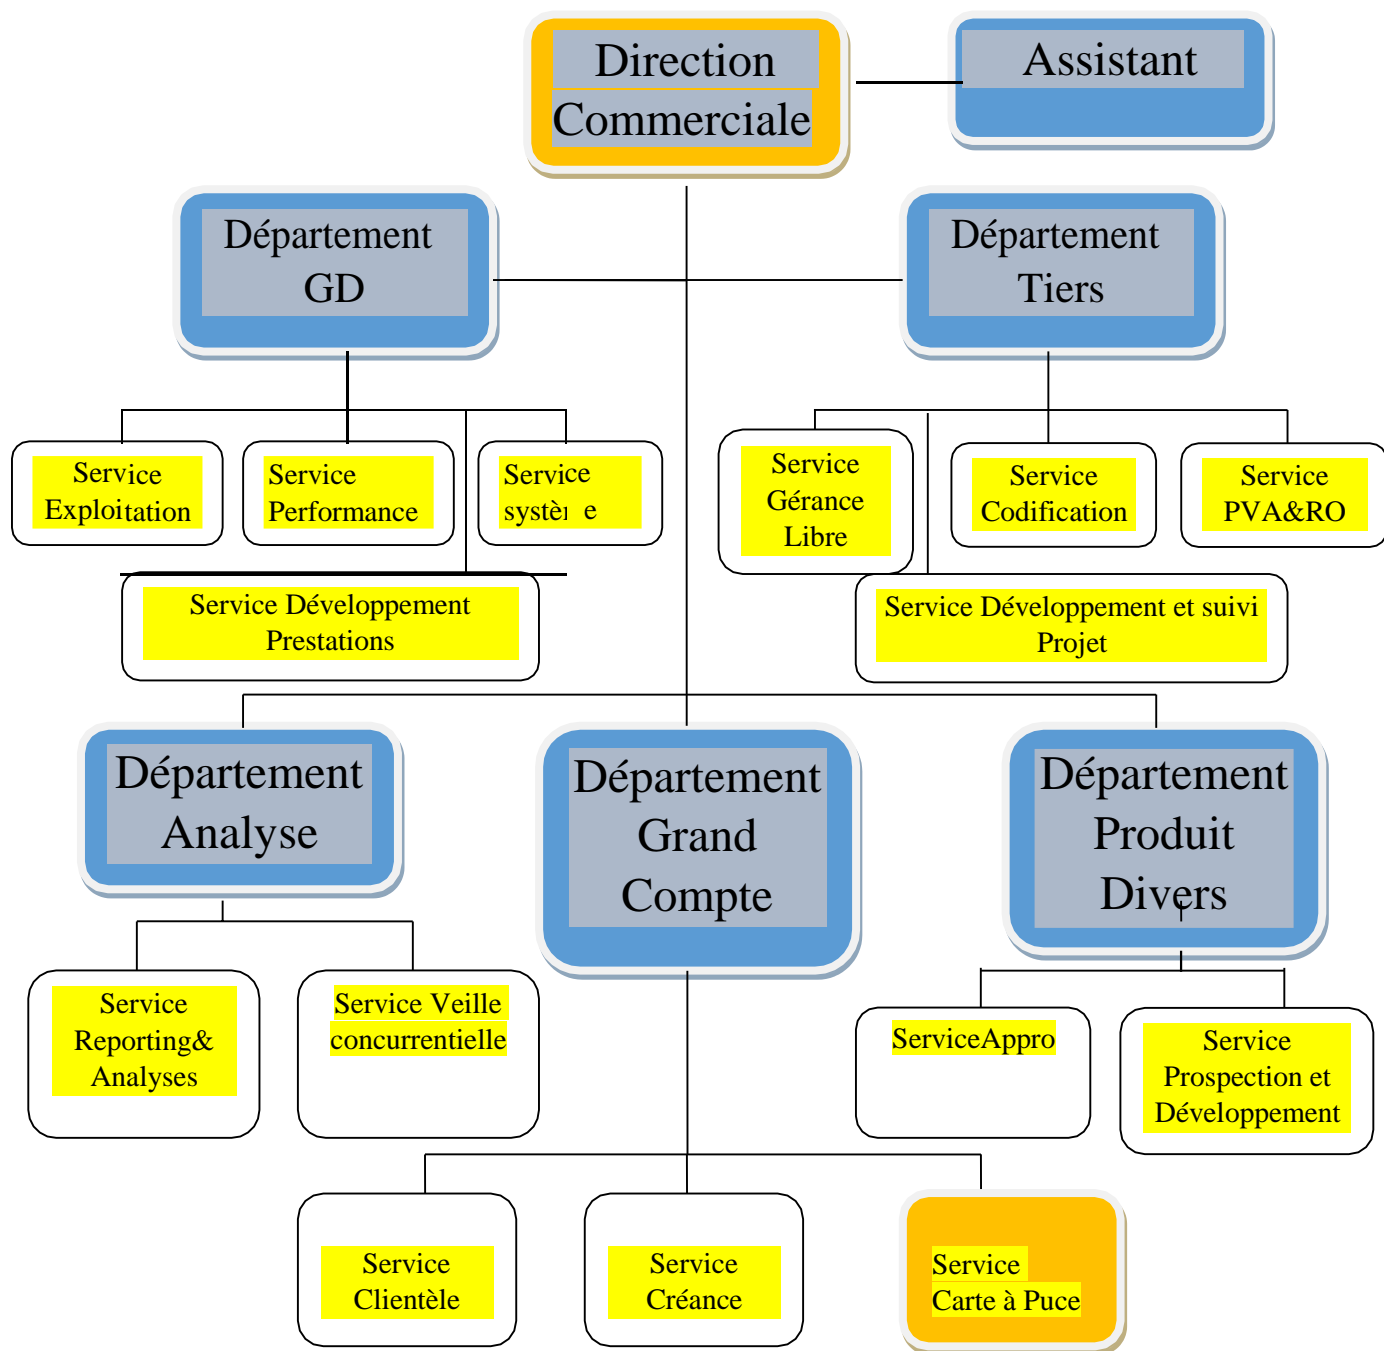 Direction
Commerciale
Assistant
Département
GD
Département
Tiers
Service
Exploitation
Service
Performance
Service
systè e
Service
Gérance
Libre
Service
Codification
Service
PVA&RO
Service Développement
Prestations
Service Développement et suivi
Projet
Département
Analyse
Département
Grand
Compte
Département
Produit
Divers
Service
Reporting&
Analyses
Service Veille
concurrentielle
ServiceAppro
Service
Prospection et
Développement
Service
Clientèle
Service
Créance
Service
Carte à Puce